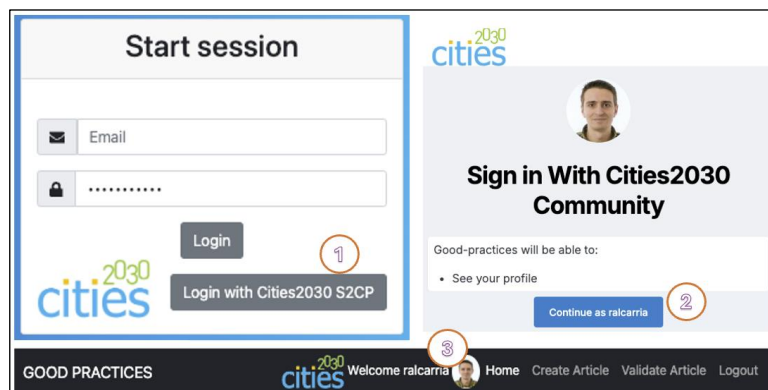 Start session
Email
Login
2030
cities
Login with Cities2030 S2CP
1
2030
cities
Sign in With Cities2030
Community
Good-practices will be able to:
• See your profile
Continue as ralcarria
2
3
GOOD PRACTICES
2030
cities
Welcome ralcarria
Home
Create Article
Validate Article
Logout